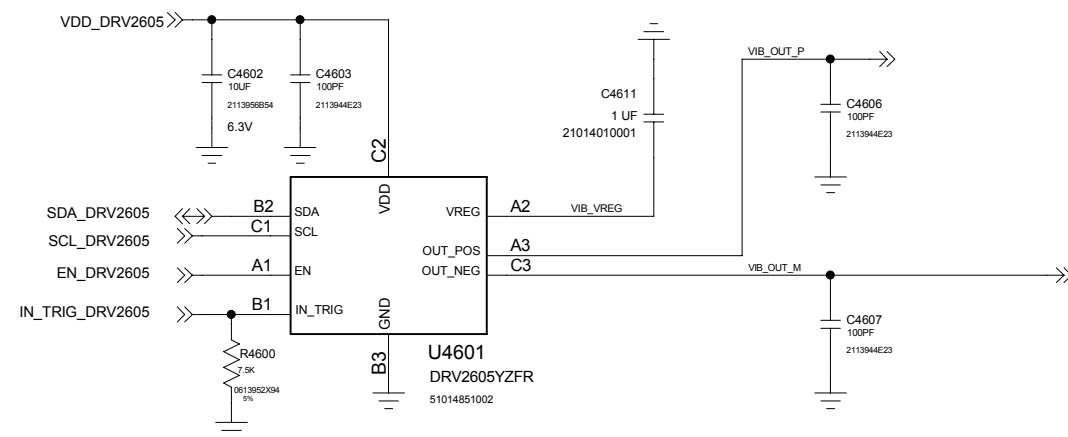 VDD_DRV2605
C4602
10UF
2113956B54
6.3V
C4603
100PF
2113944E23
C4611
1 UF
21014010001
VIB_OUT_P
C4606
100PF
2113944E23
C2
VDD
SDA_DRV2605
B2
SDA
SCL_DRV2605
C1
SCL
EN_DRV2605
A1
EN
IN_TRIG_DRV2605
B1
IN_TRIG
VREG
A2
VIB_VREG
OUT_POS
A3
OUT_NEG
C3
VIB_OUT_M
GND
B3
R4600
7.5K
0613952X94
5%
U4601
DRV2605YZFR
51014851002
C4607
100PF
2113944E23